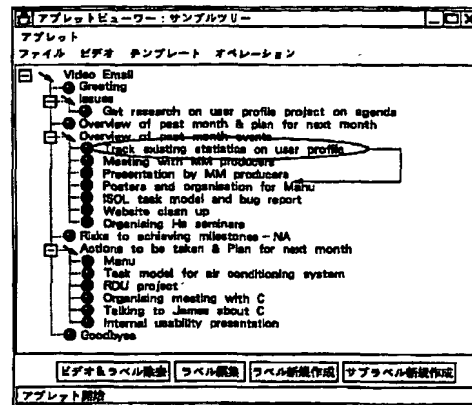 アプレットビューワー:サンプルツリー
アプレット
ファイル ビデオ テンプレート オペレーション
Video Email
Greeting
Issues
Get research on user profile project on agenda
Overview of past month & plan for next month
Overview of past month events
Track existing statistics on user profile
Meeting with MM producers
Presentation by MM producers
Posters and organisation for Manu
ISOL task model and bug report
Website clean up
Organising He seminars
Risks to achieving milestones - NA
Actions to be taken & Plan for next month
Manu
Task model for air conditioning system
RDU project
Organising meeting with C
Talking to James about C
Internal usability presentation
Goodbyes
ビデオ&ラベル除去 ラベル編集 ラベル新規作成 サブラベル新規作成
アプレット開始